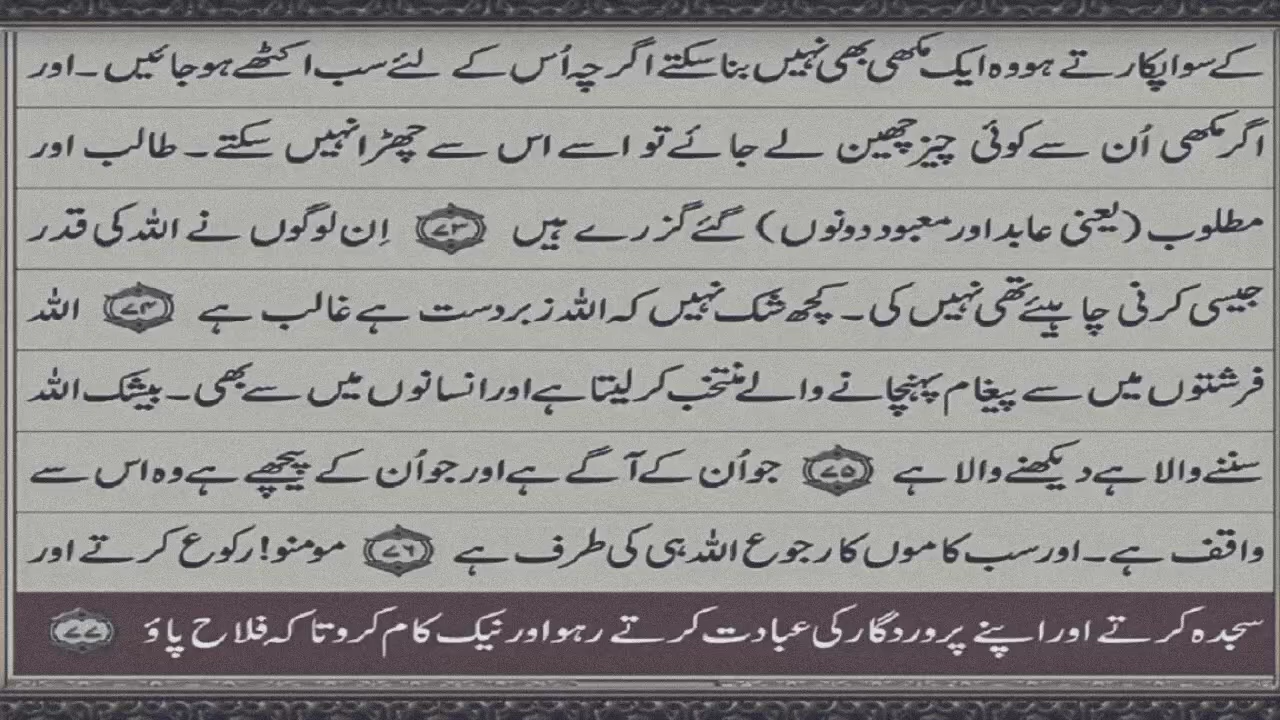 کے سوا پکارتے ہو وہ ایک مکھی بھی نہیں بنا سکتے اگرچہ اُس کے لئے سب اکٹھے ہو جائیں۔ اور
اگر مکھی اُن سے کوئی چیز چھین لے جائے تو اسے اس سے چھڑا نہیں سکتے۔ طالب اور
مطلوب (یعنی عابد اور معبود دونوں) گئے گزرے ہیں ﴿۷۳﴾ اِن لوگوں نے اللہ کی قدر
جیسی کرنی چاہیئے تھی نہیں کی۔ کچھ شک نہیں کہ اللہ زبردست ہے غالب ہے ﴿۷۴﴾ اللہ
فرشتوں میں سے پیغام پہنچانے والے منتخب کر لیتا ہے اور انسانوں میں سے بھی۔ بیشک اللہ
سننے والا ہے دیکھنے والا ہے ﴿۷۵﴾ جو اُن کے آگے ہے اور جو اُن کے پیچھے ہے وہ اس سے
واقف ہے۔ اور سب کاموں کا رجوع اللہ ہی کی طرف ہے ﴿۷۶﴾ مومنو! رکوع کرتے اور
سجدہ کرتے اور اپنے پروردگار کی عبادت کرتے رہو اور نیک کام کرو تا کہ فلاح پاؤ ﴿۷۷﴾